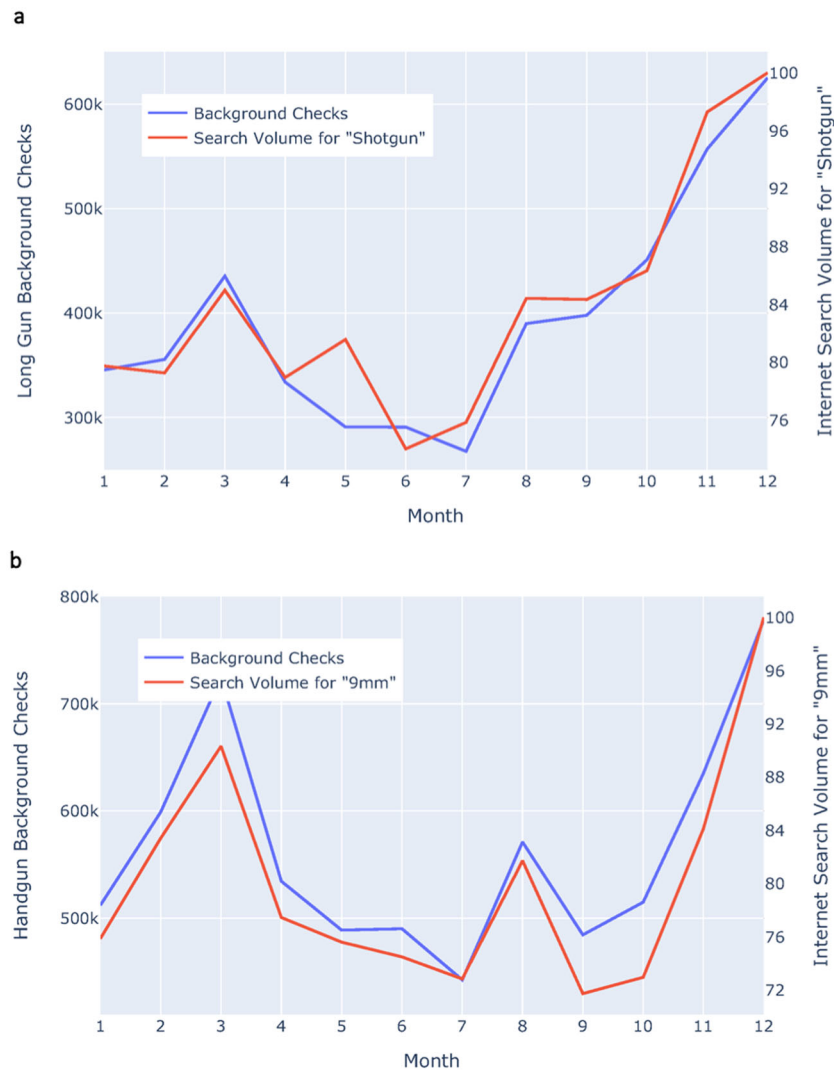 a
600k
500k
400k
300k
Long Gun Background Checks
Background Checks
Search Volume for "Shotgun"
100
96
92
88
84
80
76
Internet Search Volume for "Shotgun"
1 2 3 4 5 6 7 8 9 10 11 12
Month
b
800k
700k
600k
500k
Handgun Background Checks
Background Checks
Search Volume for "9mm"
100
96
92
88
84
80
76
72
Internet Search Volume for "9mm"
1 2 3 4 5 6 7 8 9 10 11 12
Month